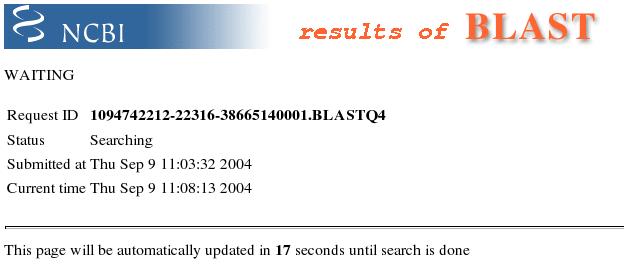 NCBI results of BLAST
WAITING
Request ID 1094742212-22316-38665140001.BLASTQ4
Status Searching
Submitted at Thu Sep 9 11:03:32 2004
Current time Thu Sep 9 11:08:13 2004
This page will be automatically updated in 17 seconds until search is done